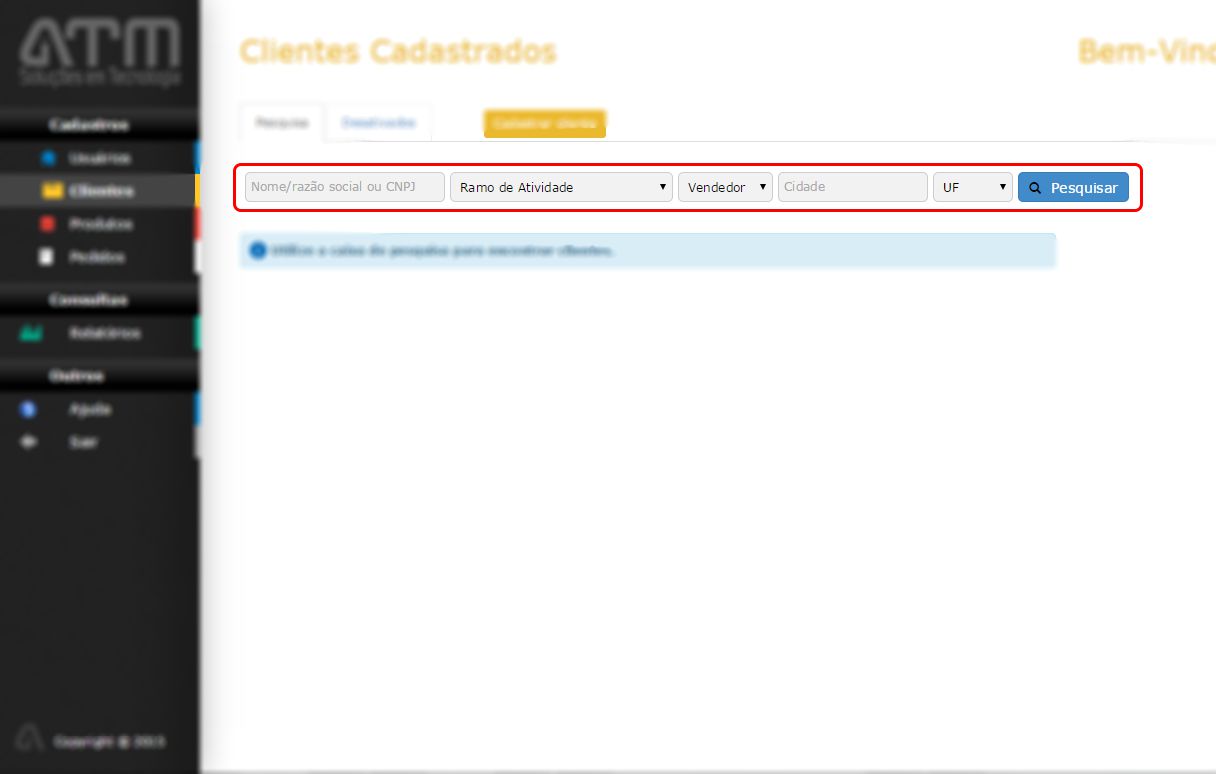 ATM
Soluções em Tecnologia
Clientes Cadastrados
Bem-Vind
Cadastros
Pesquisa
Desativados
Cadastrar cliente
Usuários
Clientes
Produtos
Pedidos
Nome/razão social ou CNPJ
Ramo de Atividade
Vendedor
Cidade
UF
Pesquisar
Utilize a caixa de pesquisa para encontrar clientes.
Consultas
Relatórios
Outros
Ajuda
Sair
Copyright © 2013